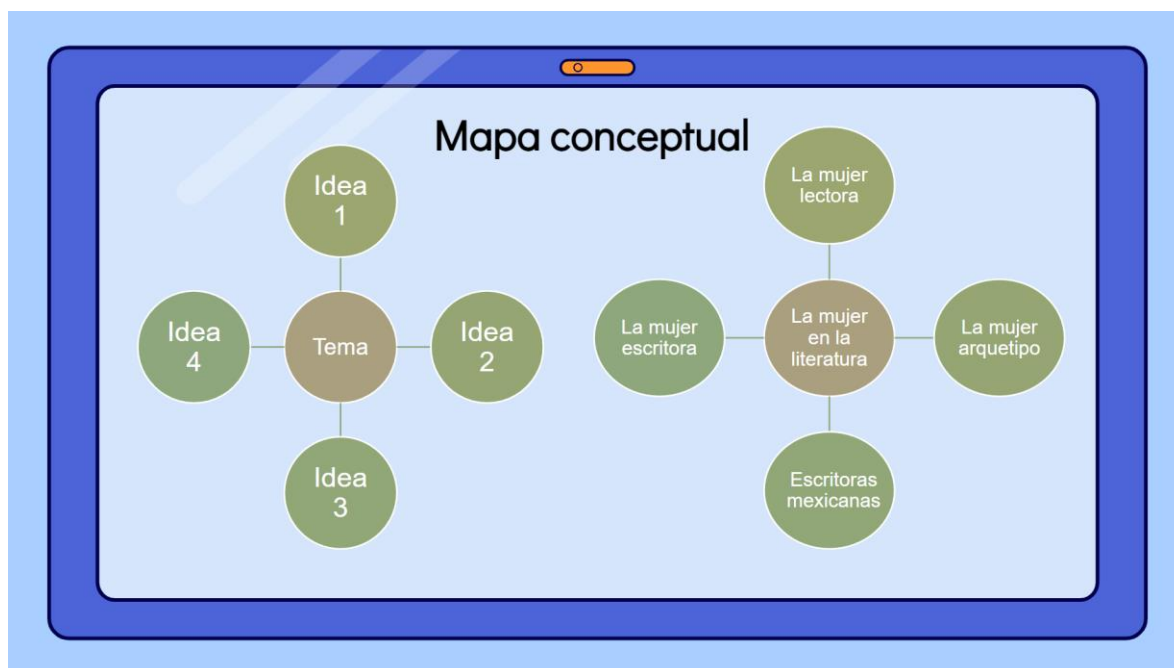 Mapa conceptual
Idea
1
Idea
4
Tema
Idea
2
Idea
3
La mujer
lectora
La mujer
escritora
La mujer
en la
literatura
La mujer
arquetipo
Escritoras
mexicanas